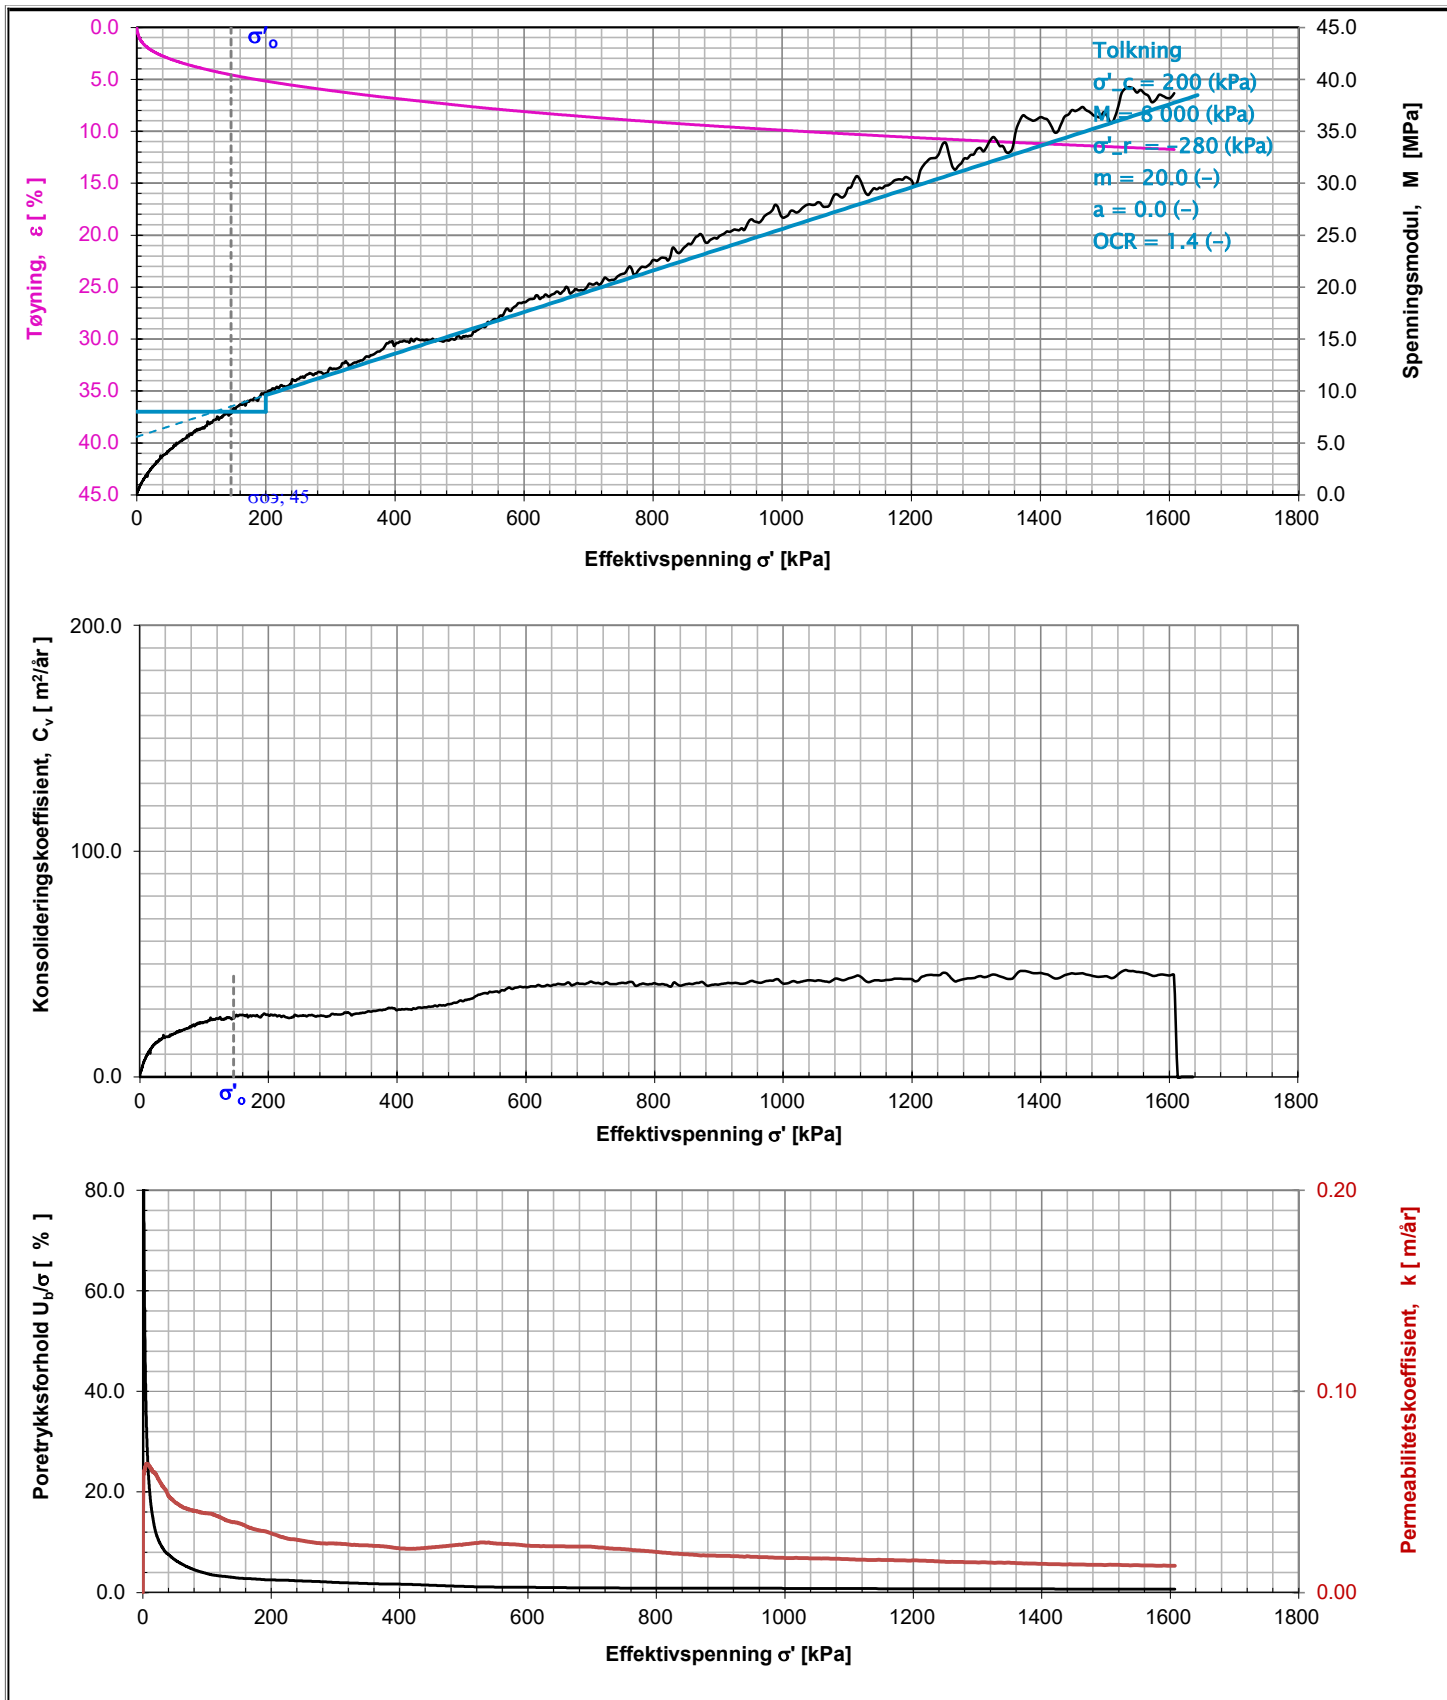 0.0
5.0
10.0
15.0
20.0
25.0
30.0
35.0
40.0
45.0
Tøyning, ε [ % ]
σ'o
Tolkning
σ'_c = 200 (kPa)
M = 8 000 (kPa)
σ'_r = -280 (kPa)
m = 20.0 (-)
a = 0.0 (-)
OCR = 1.4 (-)
45.0
40.0
35.0
30.0
25.0
20.0
15.0
10.0
5.0
0.0
Spenningsmodul, M [MPa]
0 200 400 600 800 1000 1200 1400 1600 1800
Effektivspenning σ' [kPa]
200.0
100.0
0.0
Konsolideringskoeffisient, Cv [ m²/år ]
σ'o
0 200 400 600 800 1000 1200 1400 1600 1800
Effektivspenning σ' [kPa]
80.0
60.0
40.0
20.0
0.0
Poretrykksforhold Ub/σ [ % ]
0.20
0.10
0.00
Permeabilitetskoeffisient, k [ m/år]
0 200 400 600 800 1000 1200 1400 1600 1800
Effektivspenning σ' [kPa]